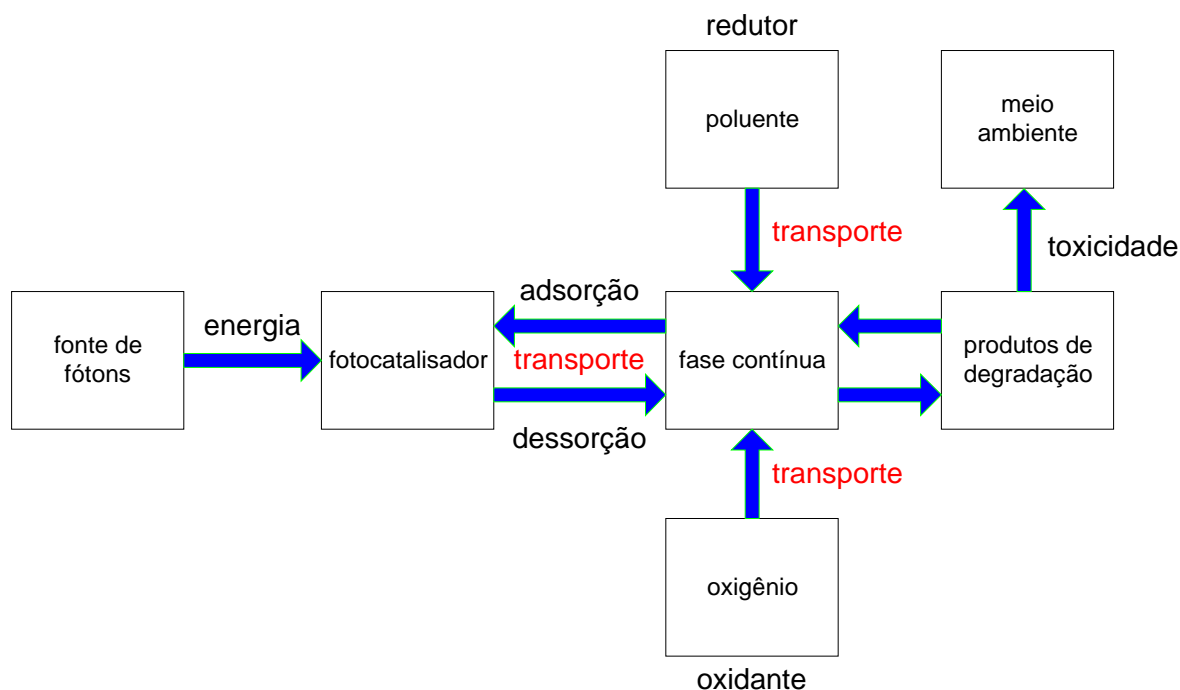 redutor
poluente
meio
ambiente
transporte
toxicidade
adsorção
energia
fonte de
fótons
fotocatalisador
transporte
fase contínua
produtos de
degradação
dessorção
transporte
oxigênio
oxidante